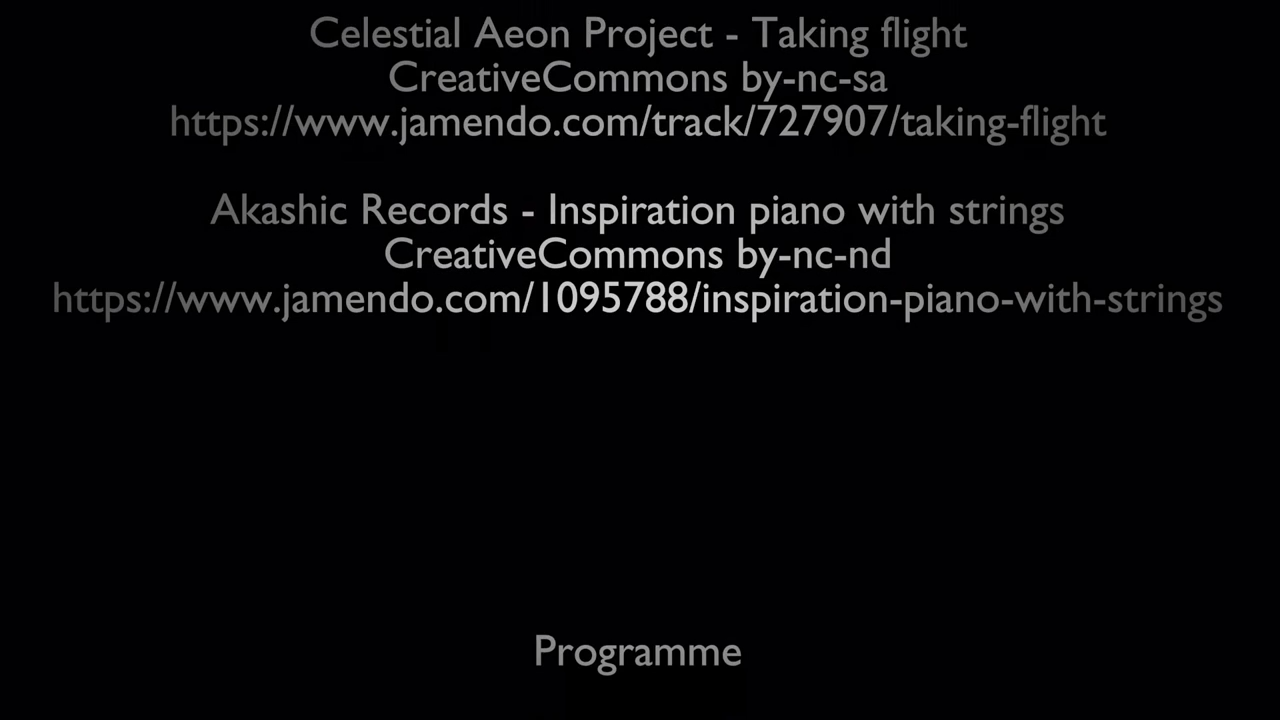 Celestial Aeon Project - Taking flight
CreativeCommons by-nc-sa
https://www.jamendo.com/track/727907/taking-flight
Akashic Records - Inspiration piano with strings
CreativeCommons by-nc-nd
https://www.jamendo.com/1095788/inspiration-piano-with-strings
Programme